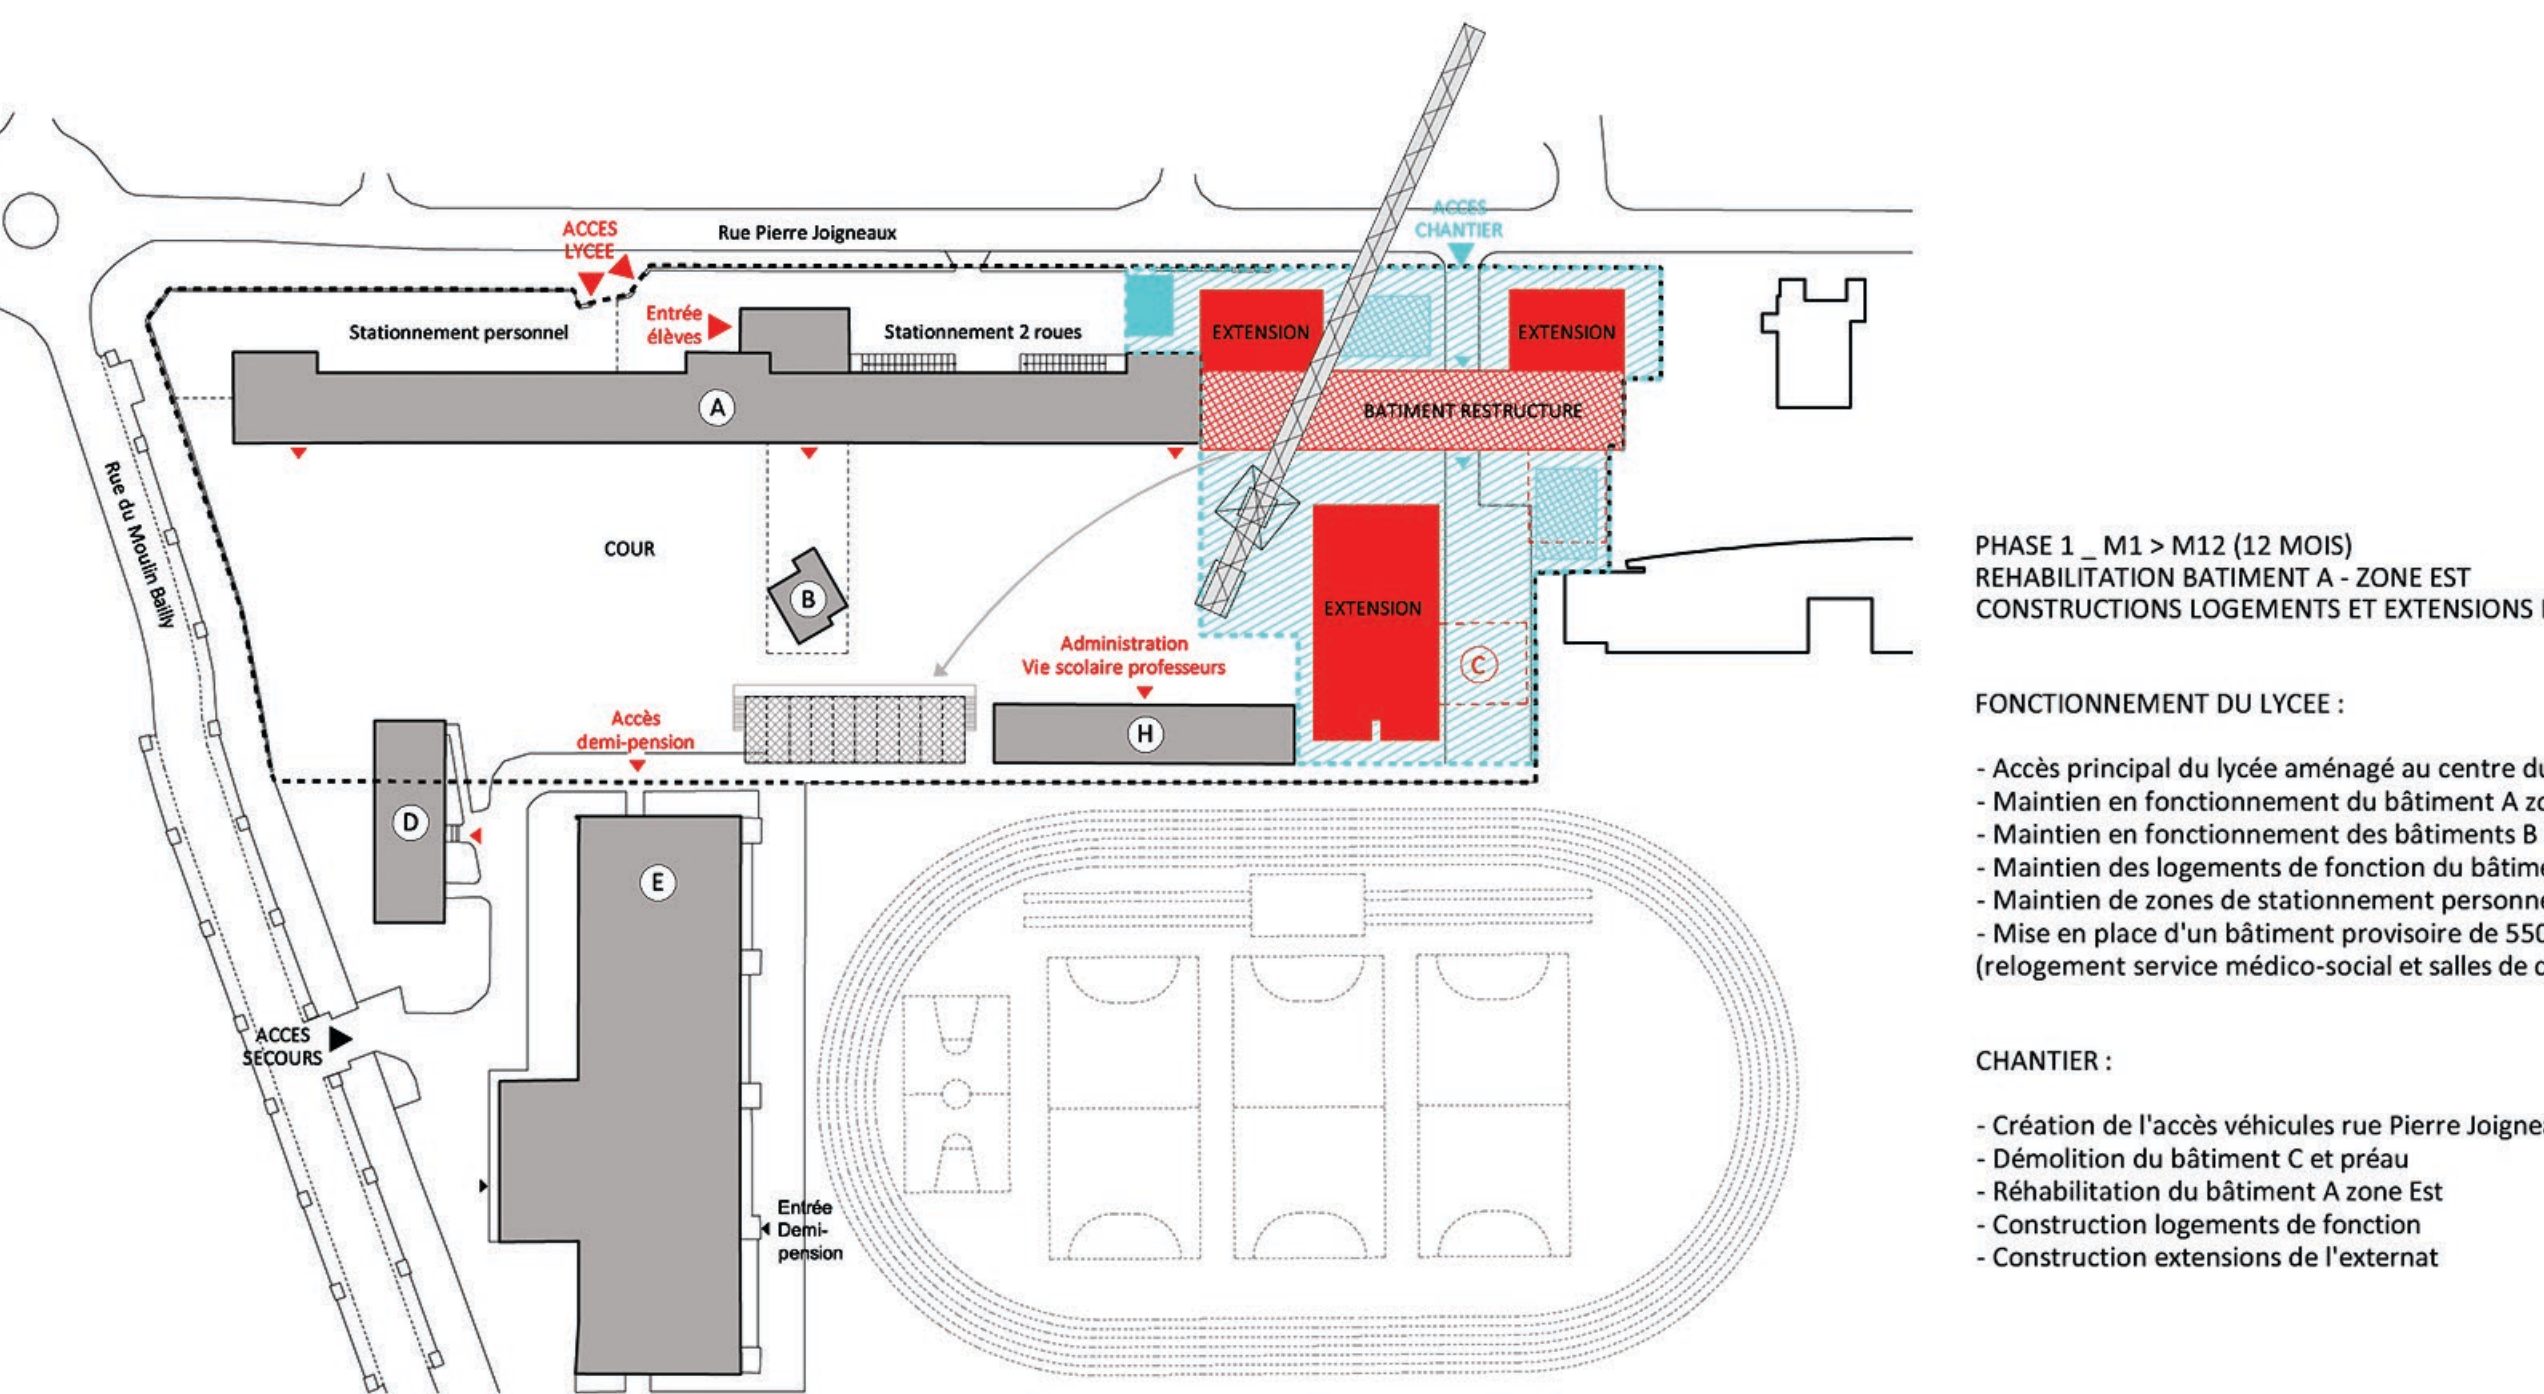 ACCES
LYCEE
Rue Pierre Joigneaux
ACCES
CHANTIER
Stationnement personnel
Entrée
élèves
Stationnement 2 roues
EXTENSION
EXTENSION
A
BATIMENT RESTRUCTURE
Rue du Moulin Bailly
COUR
B
EXTENSION
Administration
Vie scolaire professeurs
C
Accès
demi-pension
H
D
E
ACCES
SECOURS
Entrée
Demi-
pension
PHASE 1 _ M1 > M12 (12 MOIS)
REHABILITATION BATIMENT A - ZONE EST
CONSTRUCTIONS LOGEMENTS ET EXTENSIONS
FONCTIONNEMENT DU LYCEE :
- Accès principal du lycée aménagé au centre
- Maintien en fonctionnement du bâtiment A
- Maintien en fonctionnement des bâtiments B
- Maintien des logements de fonction du
- Maintien de zones de stationnement
- Mise en place d'un bâtiment provisoire de
(relogement service médico-social et salles de
CHANTIER :
- Création de l'accès véhicules rue Pierre
- Démolition du bâtiment C et préau
- Réhabilitation du bâtiment A zone Est
- Construction logements de fonction
- Construction extensions de l'externat